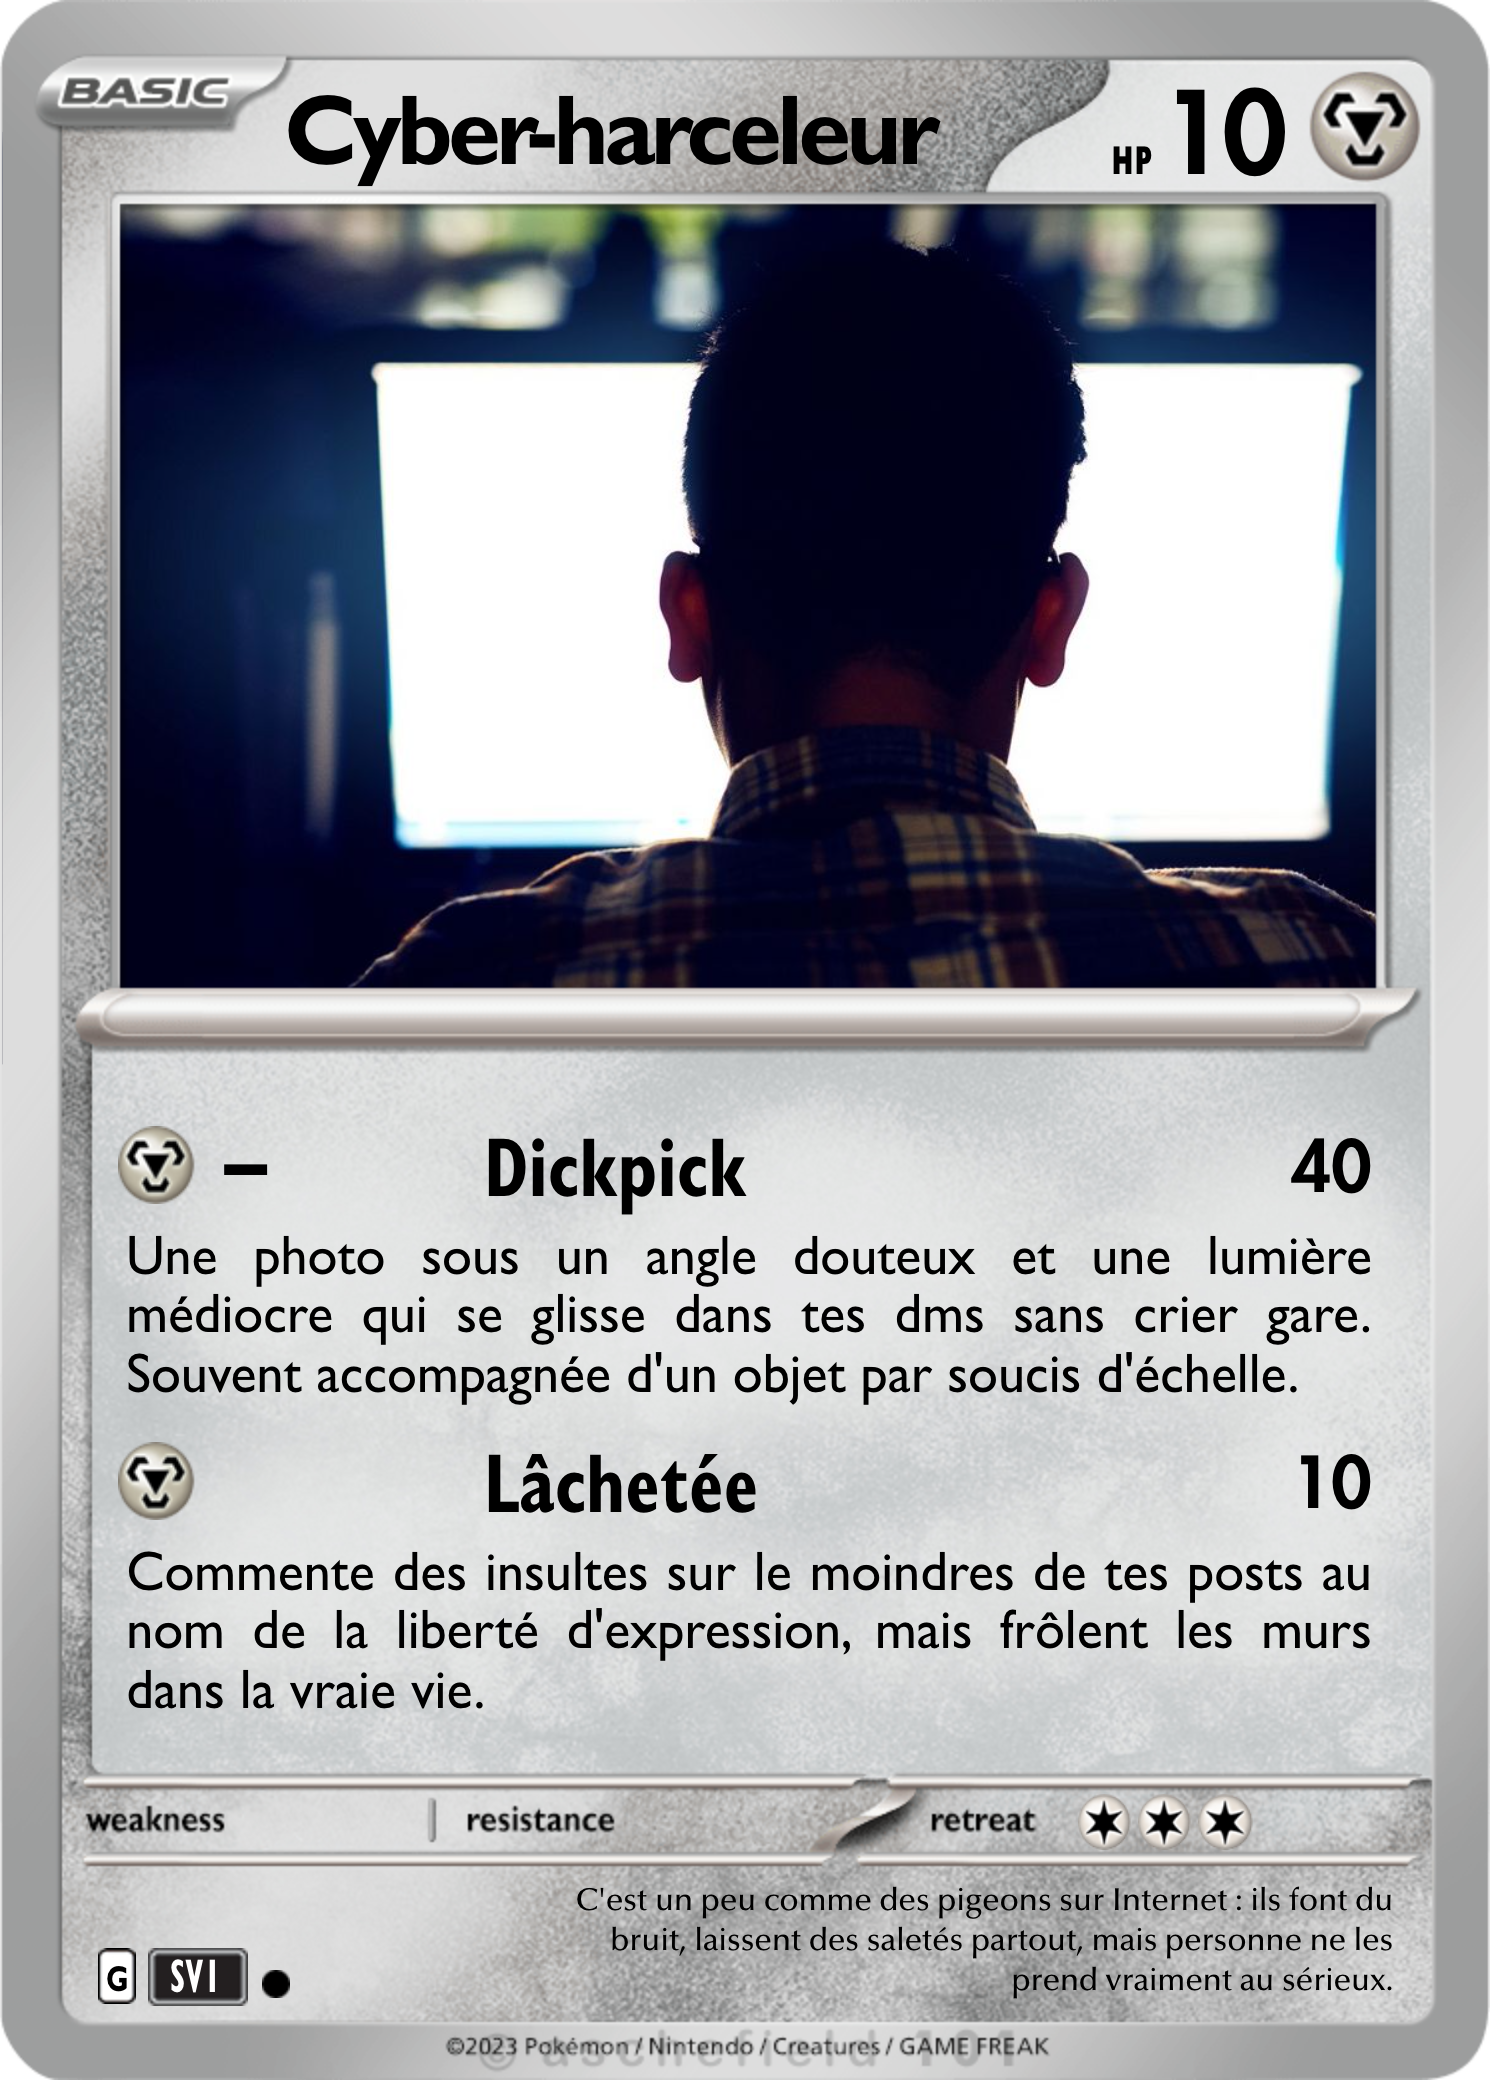 BASIC
Cyber-harceleur
HP 10
– Dickpick 40
Une photo sous un angle douteux et une lumière
médiocre qui se glisse dans tes dms sans crier gare.
Souvent accompagnée d'un objet par soucis d'échelle.
Lâchetée 10
Commente des insultes sur le moindres de tes posts au
nom de la liberté d'expression, mais frôlent les murs
dans la vraie vie.
weakness resistance retreat
C'est un peu comme des pigeons sur Internet : ils font du
bruit, laissent des saletés partout, mais personne ne les
prend vraiment au sérieux.
G SVI
©2023 Pokémon / Nintendo / Creatures / GAME FREAK